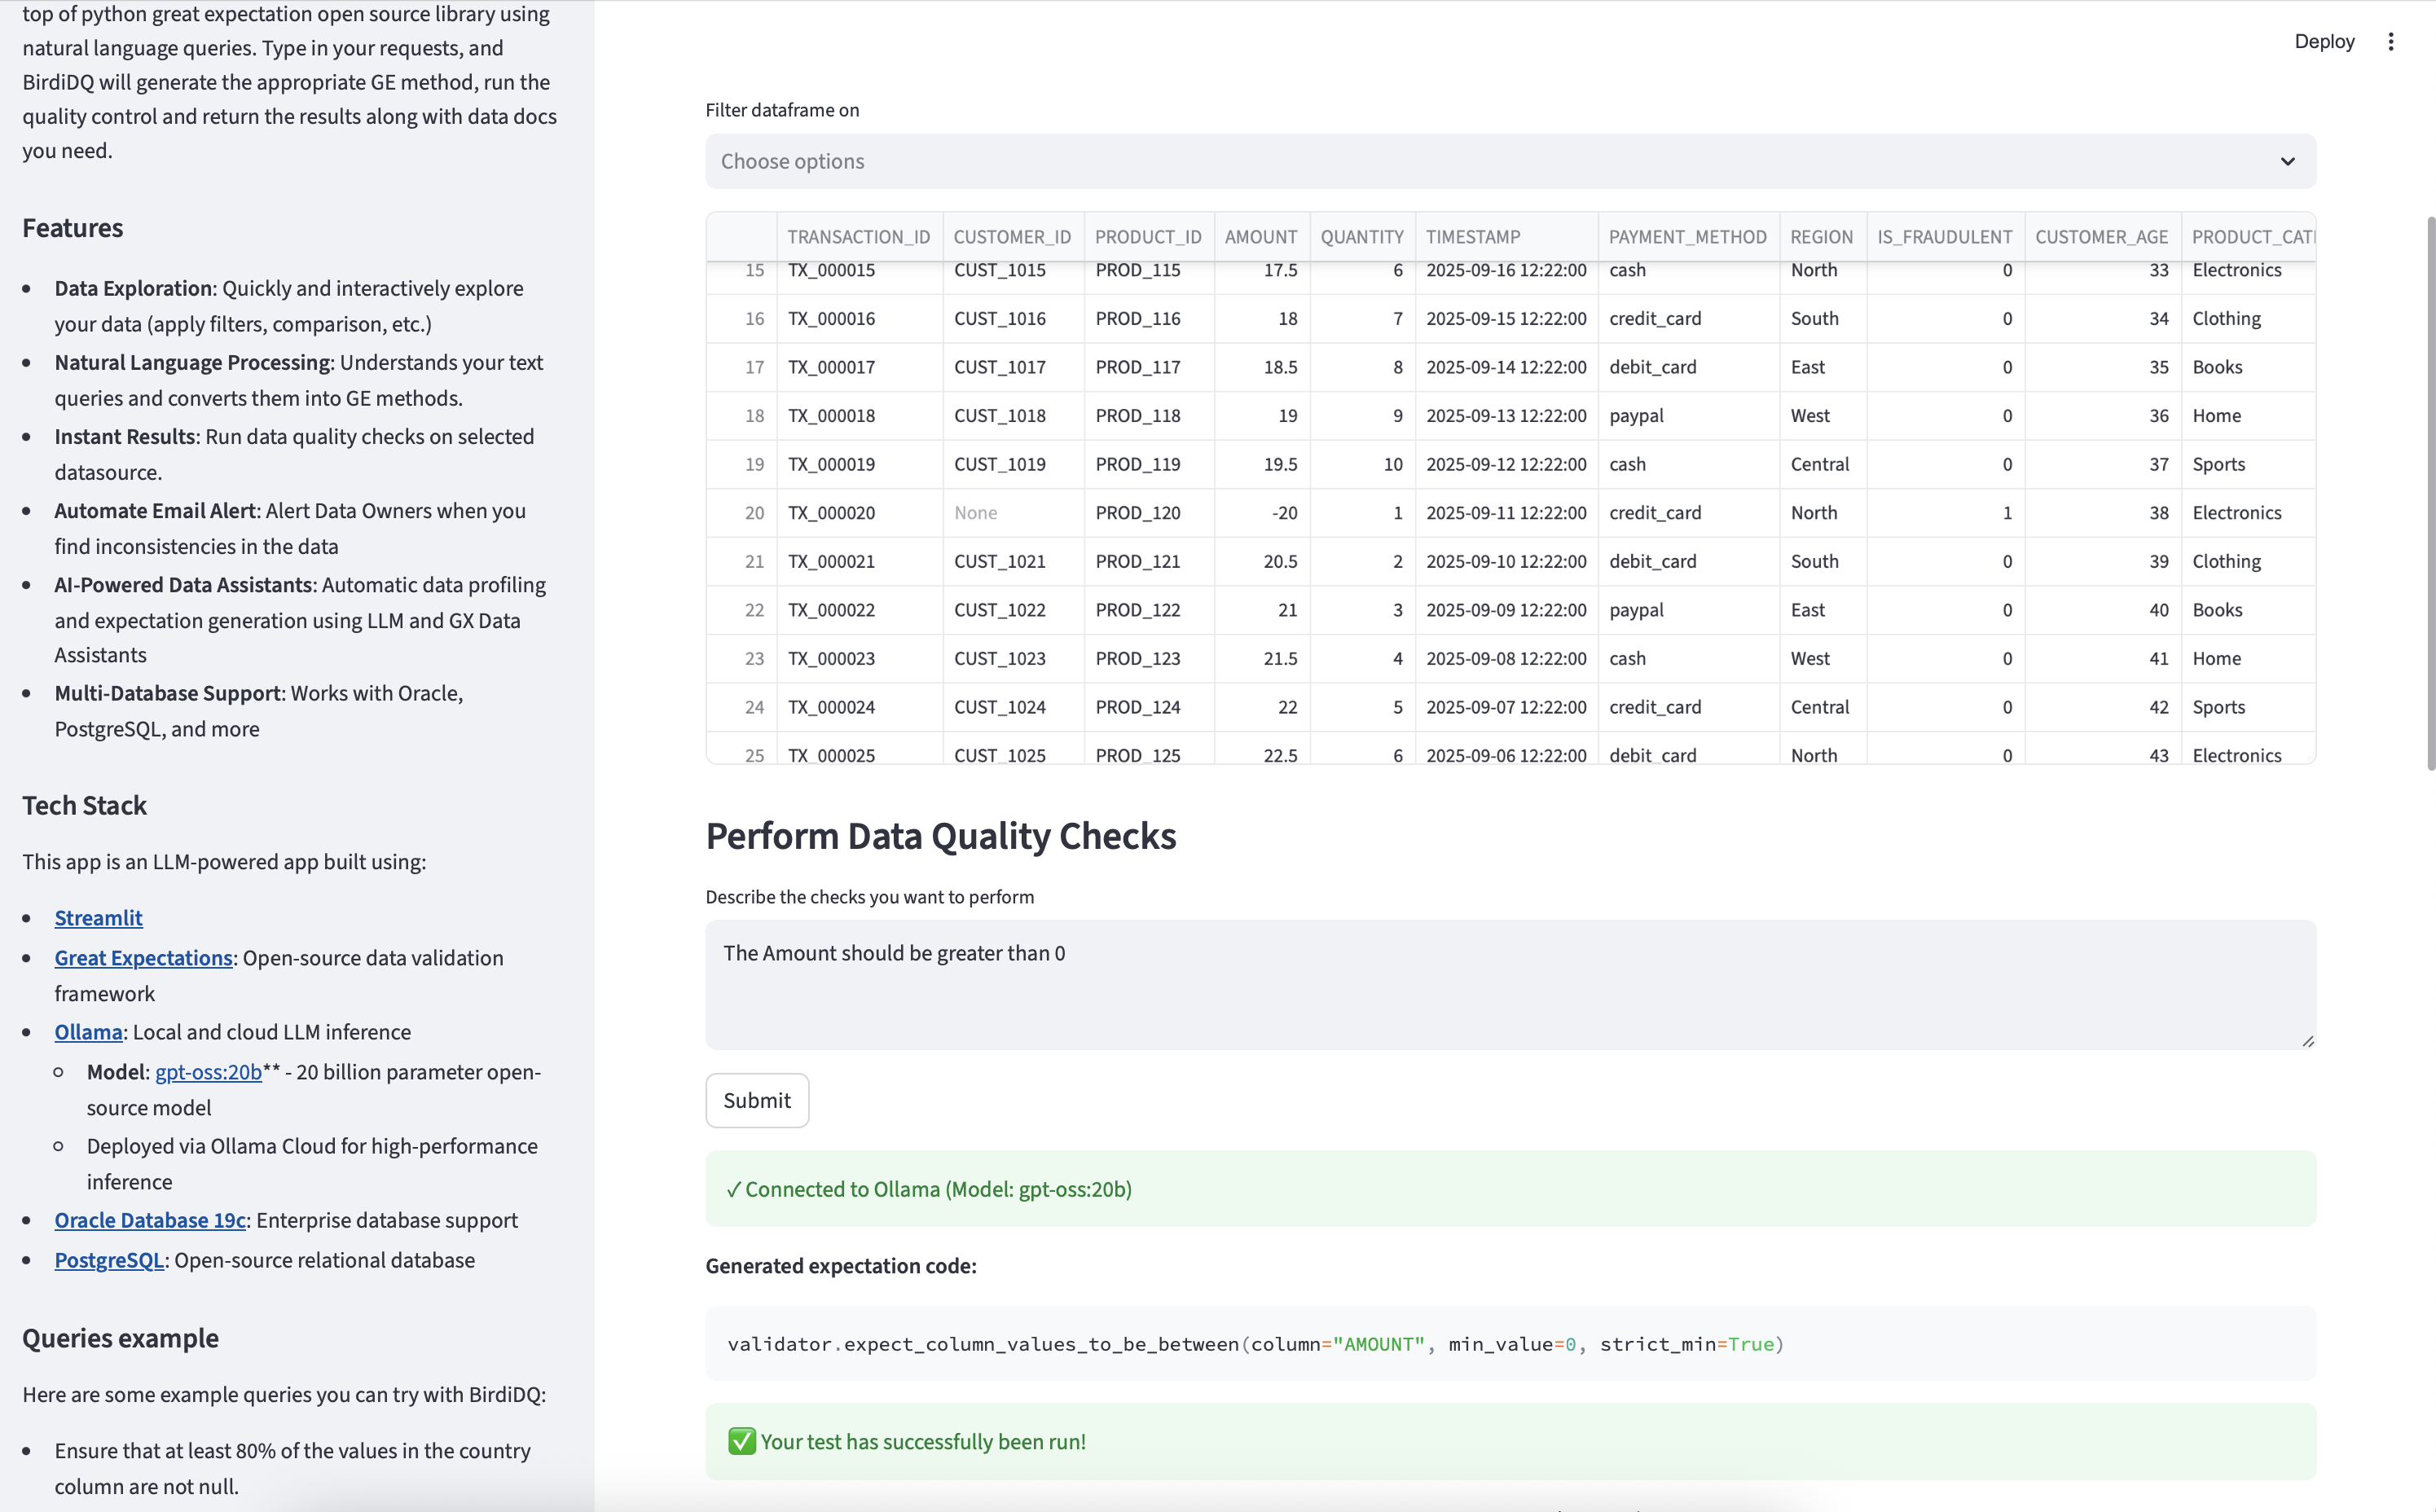 top of python great expectation open source library using
natural language queries. Type in your requests, and
BirdiDQ will generate the appropriate GE method, run the
quality control and return the results along with data docs
you need.
Features
Data Exploration: Quickly and interactively explore
your data (apply filters, comparison, etc.)
Natural Language Processing: Understands your text
queries and converts them into GE methods.
Instant Results: Run data quality checks on selected
datasource.
Automate Email Alert: Alert Data Owners when you
find inconsistencies in the data
AI-Powered Data Assistants: Automatic data profiling
and expectation generation using LLM and GX Data
Assistants
Multi-Database Support: Works with Oracle,
PostgreSQL, and more
Tech Stack
This app is an LLM-powered app built using:
Streamlit
Great Expectations: Open-source data validation
framework
Ollama: Local and cloud LLM inference
Model: gpt-oss:20b** - 20 billion parameter open-
source model
Deployed via Ollama Cloud for high-performance
inference
Oracle Database 19c: Enterprise database support
PostgreSQL: Open-source relational database
Queries example
Here are some example queries you can try with BirdiDQ:
Ensure that at least 80% of the values in the country
column are not null.
Deploy
Filter dataframe on
Choose options
TRANSACTION_ID CUSTOMER_ID PRODUCT_ID AMOUNT QUANTITY TIMESTAMP PAYMENT_METHOD REGION IS_FRAUDULENT CUSTOMER_AGE PRODUCT_CAT
15 TX_000015 CUST_1015 PROD_115 17.5 6 2025-09-16 12:22:00 cash North 0 33 Electronics
16 TX_000016 CUST_1016 PROD_116 18 7 2025-09-15 12:22:00 credit_card South 0 34 Clothing
17 TX_000017 CUST_1017 PROD_117 18.5 8 2025-09-14 12:22:00 debit_card East 0 35 Books
18 TX_000018 CUST_1018 PROD_118 19 9 2025-09-13 12:22:00 paypal West 0 36 Home
19 TX_000019 CUST_1019 PROD_119 19.5 10 2025-09-12 12:22:00 cash Central 0 37 Sports
20 TX_000020 None PROD_120 -20 1 2025-09-11 12:22:00 credit_card North 1 38 Electronics
21 TX_000021 CUST_1021 PROD_121 20.5 2 2025-09-10 12:22:00 debit_card South 0 39 Clothing
22 TX_000022 CUST_1022 PROD_122 21 3 2025-09-09 12:22:00 paypal East 0 40 Books
23 TX_000023 CUST_1023 PROD_123 21.5 4 2025-09-08 12:22:00 cash West 0 41 Home
24 TX_000024 CUST_1024 PROD_124 22 5 2025-09-07 12:22:00 credit_card Central 0 42 Sports
25 TX_000025 CUST_1025 PROD_125 22.5 6 2025-09-06 12:22:00 debit_card North 0 43 Electronics
Perform Data Quality Checks
Describe the checks you want to perform
The Amount should be greater than 0
Submit
✓ Connected to Ollama (Model: gpt-oss:20b)
Generated expectation code:
validator.expect_column_values_to_be_between(column="AMOUNT", min_value=0, strict_min=True)
✅ Your test has successfully been run!